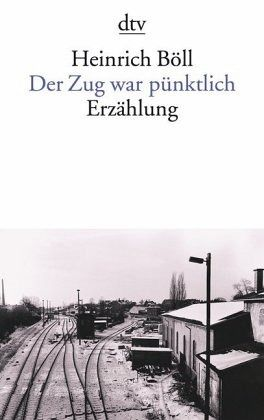 dtv
Heinrich Böll
Der Zug war pünktlich
Erzählung